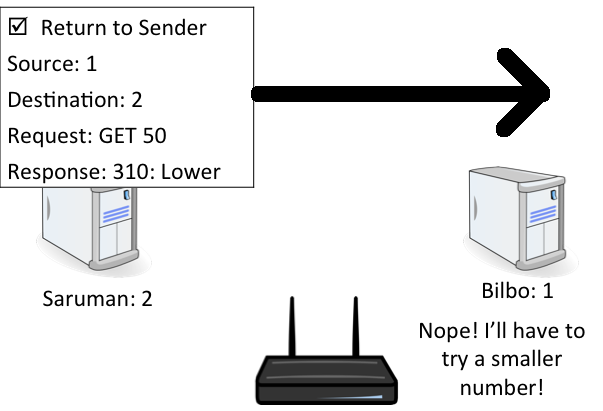 ☑ Return to Sender
Source: 1
Destination: 2
Request: GET 50
Response: 310: Lower
Saruman: 2
Bilbo: 1
Nope! I'll have to
try a smaller
number!